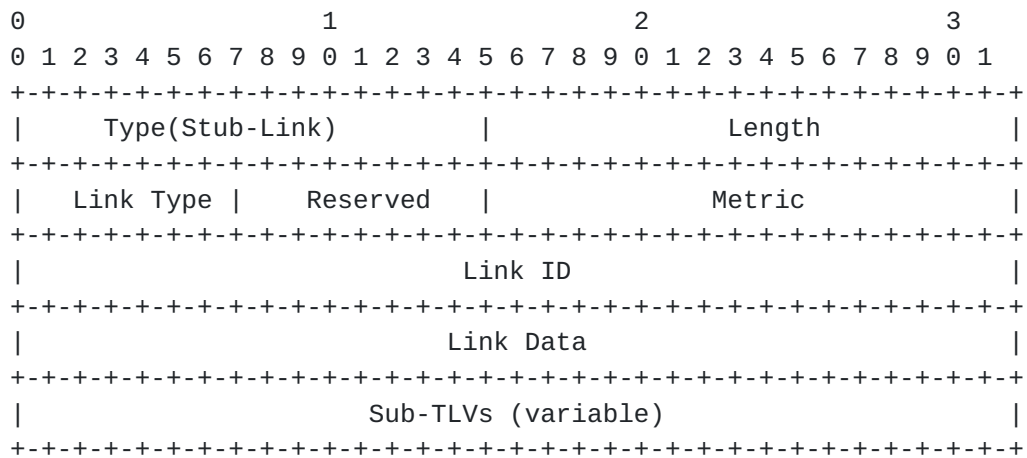 0                   1                   2                   3
0 1 2 3 4 5 6 7 8 9 0 1 2 3 4 5 6 7 8 9 0 1 2 3 4 5 6 7 8 9 0 1
+-+-+-+-+-+-+-+-+-+-+-+-+-+-+-+-+-+-+-+-+-+-+-+-+-+-+-+-+-+-+-+-+
|     Type(Stub-Link)         |               Length            |
+-+-+-+-+-+-+-+-+-+-+-+-+-+-+-+-+-+-+-+-+-+-+-+-+-+-+-+-+-+-+-+-+
|   Link Type |    Reserved   |              Metric             |
+-+-+-+-+-+-+-+-+-+-+-+-+-+-+-+-+-+-+-+-+-+-+-+-+-+-+-+-+-+-+-+-+
|                            Link ID                            |
+-+-+-+-+-+-+-+-+-+-+-+-+-+-+-+-+-+-+-+-+-+-+-+-+-+-+-+-+-+-+-+-+
|                           Link Data                           |
+-+-+-+-+-+-+-+-+-+-+-+-+-+-+-+-+-+-+-+-+-+-+-+-+-+-+-+-+-+-+-+-+
|                      Sub-TLVs (variable)                      |
+-+-+-+-+-+-+-+-+-+-+-+-+-+-+-+-+-+-+-+-+-+-+-+-+-+-+-+-+-+-+-+-+